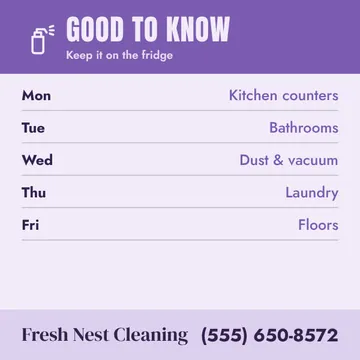 GOOD TO KNOW
Keep it on the fridge
Mon Kitchen counters
Tue Bathrooms
Wed Dust & vacuum
Thu Laundry
Fri Floors
Fresh Nest Cleaning (555) 650-8572